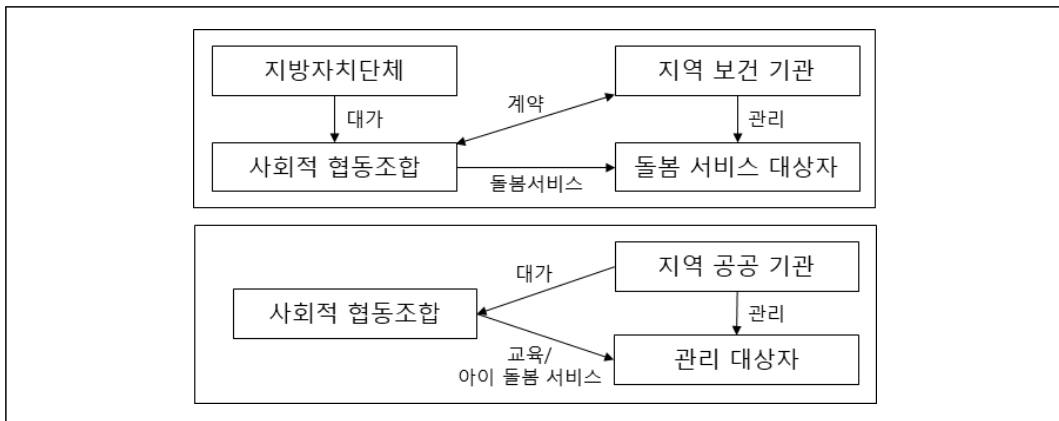 지방자치단체
지역 보건 기관
대가
계약
관리
사회적 협동조합
돌봄 서비스 대상자
돌봄서비스
지역 공공 기관
대가
사회적 협동조합
관리
교육/
아이 돌봄 서비스
관리 대상자